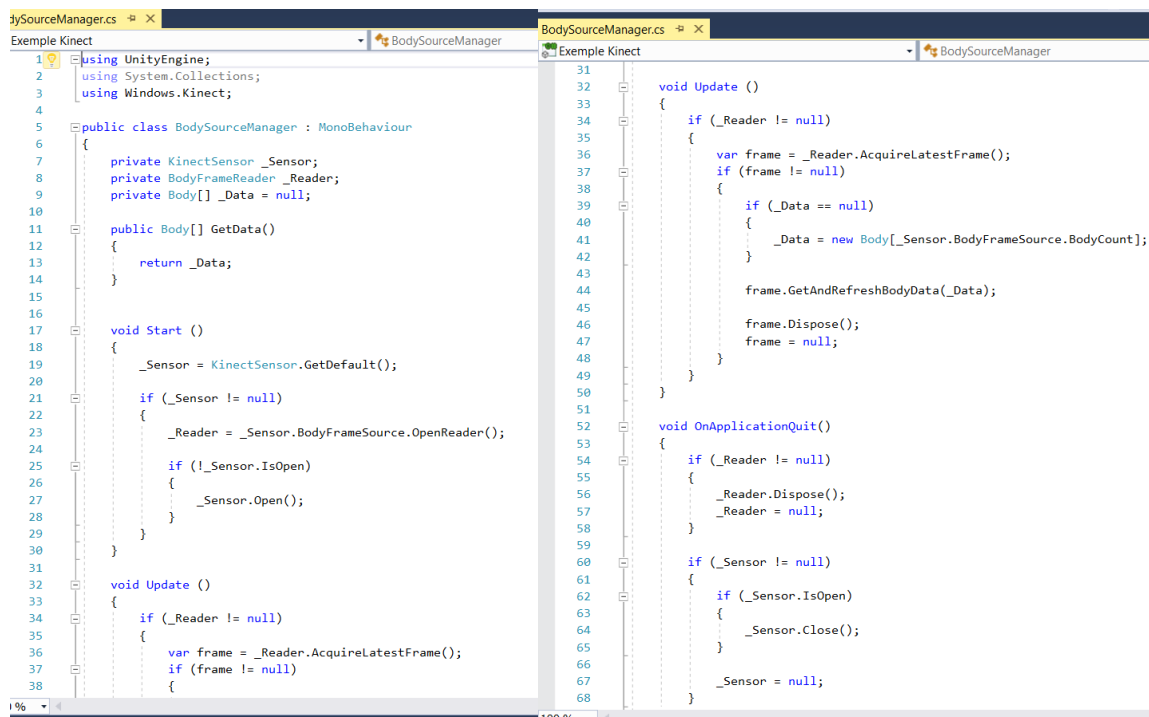 dySourceManager.cs
Exemple Kinect
BodySourceManager
1 using UnityEngine;
2 using System.Collections;
3 using Windows.Kinect;
4
5 public class BodySourceManager : MonoBehaviour
6 {
7 private KinectSensor _Sensor;
8 private BodyFrameReader _Reader;
9 private Body[] _Data = null;
10
11 public Body[] GetData()
12 {
13 return _Data;
14 }
15
16
17 void Start ()
18 {
19 _Sensor = KinectSensor.GetDefault();
20
21 if (_Sensor != null)
22 {
23 _Reader = _Sensor.BodyFrameSource.OpenReader();
24
25 if (!_Sensor.IsOpen)
26 {
27 _Sensor.Open();
28 }
29 }
30 }
31
32 void Update ()
33 {
34 if (_Reader != null)
35 {
36 var frame = _Reader.AcquireLatestFrame();
37 if (frame != null)
38 {
%
BodySourceManager.cs
Exemple Kinect
BodySourceManager
31
32 void Update ()
33 {
34 if (_Reader != null)
35 {
36 var frame = _Reader.AcquireLatestFrame();
37 if (frame != null)
38 {
39 if (_Data == null)
40 {
41 _Data = new Body[_Sensor.BodyFrameSource.BodyCount];
42 }
43
44 frame.GetAndRefreshBodyData(_Data);
45
46 frame.Dispose();
47 frame = null;
48 }
49 }
50 }
51
52 void OnApplicationQuit()
53 {
54 if (_Reader != null)
55 {
56 _Reader.Dispose();
57 _Reader = null;
58 }
59
60 if (_Sensor != null)
61 {
62 if (_Sensor.IsOpen)
63 {
64 _Sensor.Close();
65 }
66
67 _Sensor = null;
68 }